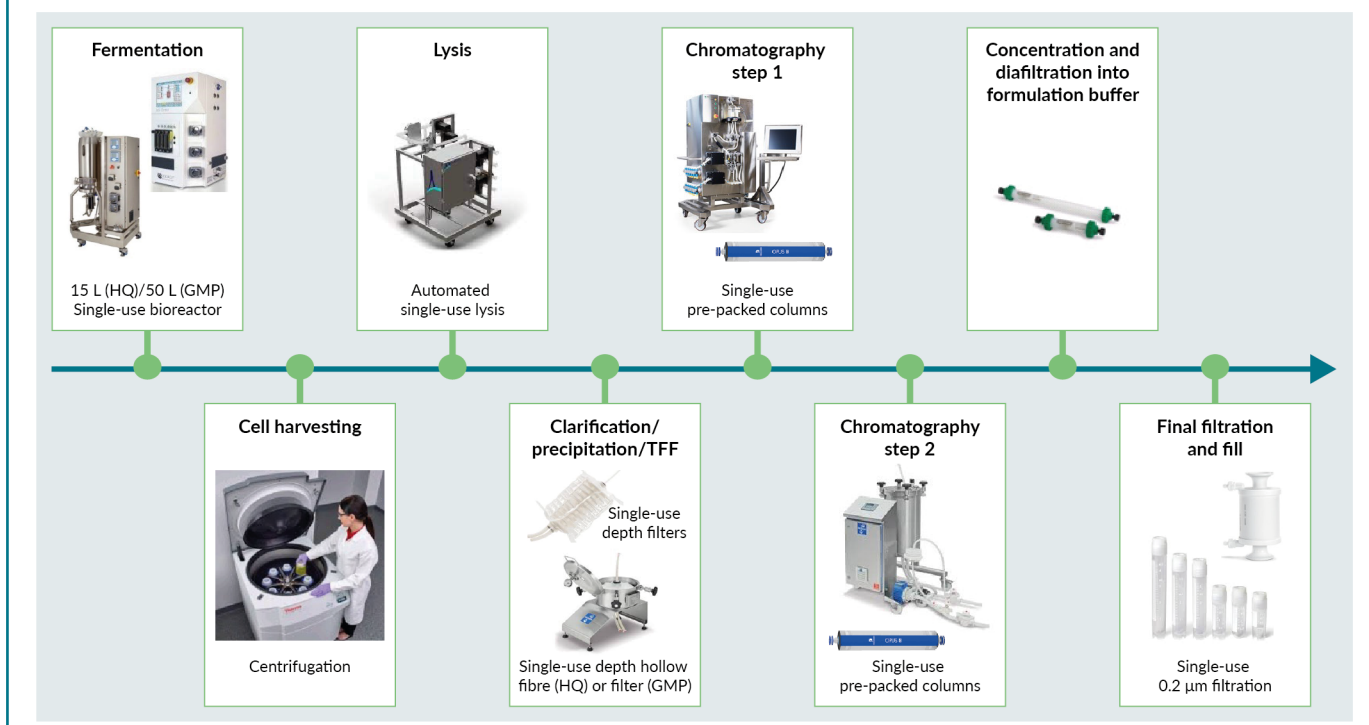 Fermentation
15 L (HQ)/50 L (GMP)
Single-use bioreactor
Cell harvesting
Centrifugation
Lysis
Automated
single-use lysis
Clarification/
precipitation/TFF
Single-use
depth filters
Single-use depth hollow
fibre (HQ) or filter (GMP)
Chromatography
step 1
OPUS R
Single-use
pre-packed columns
Chromatography
step 2
OPUS R
Single-use
pre-packed columns
Concentration and
diafiltration into
formulation buffer
Final filtration
and fill
Single-use
0.2 μm filtration